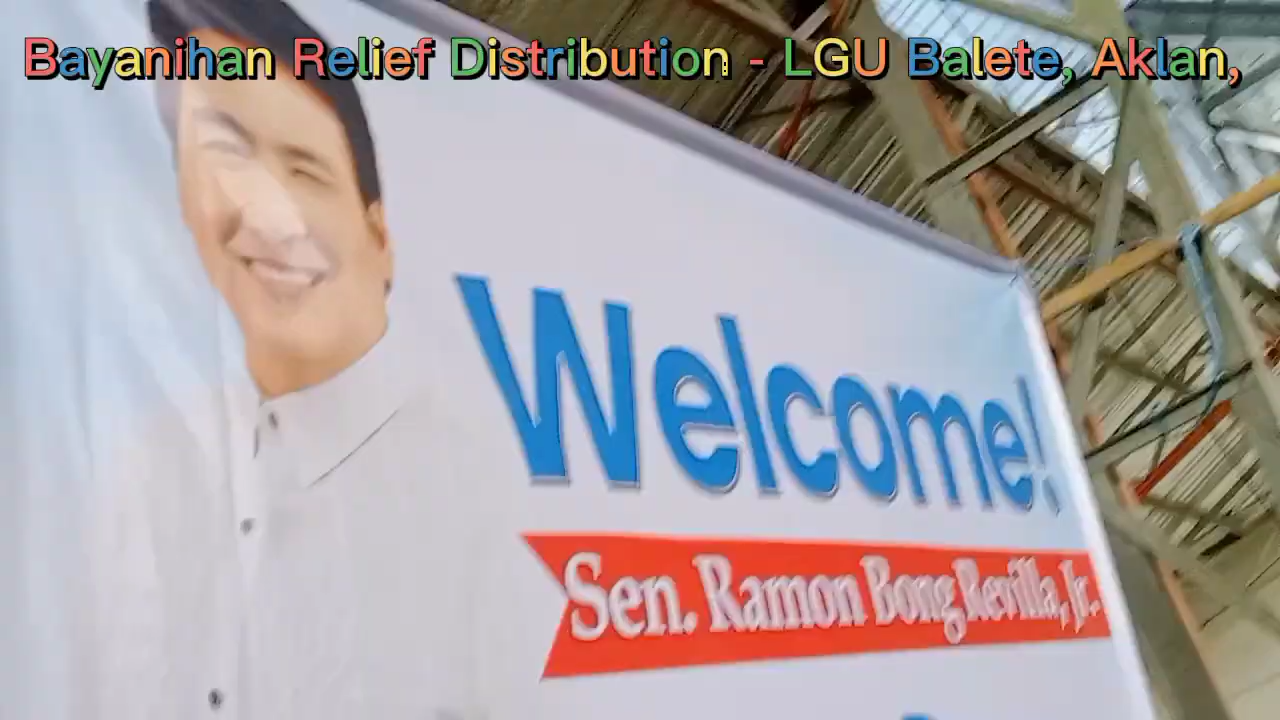 Bayanihan Relief Distribution - LGU Balete, Aklan,
Welcome!
Sen. Ramon Bong Revilla, Jr.